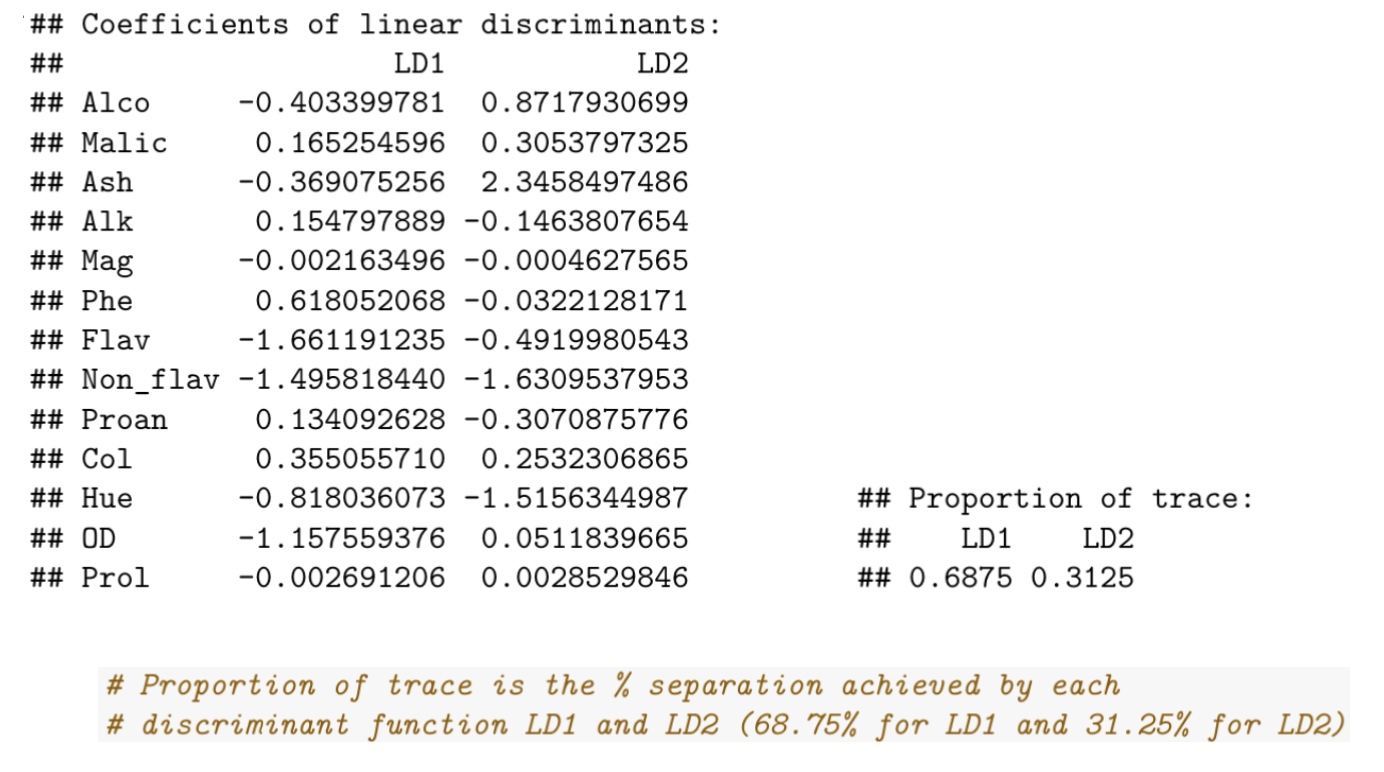 ## Coefficients of linear discriminants:
## LD1 LD2
## Alco -0.403399781 0.8717930699
## Malic 0.165254596 0.3053797325
## Ash -0.369075256 2.3458497486
## Alk 0.154797889 -0.1463807654
## Mag -0.002163496 -0.0004627565
## Phe 0.618052068 -0.0322128171
## Flav -1.661191235 -0.4919980543
## Non_flav -1.495818440 -1.6309537953
## Proan 0.134092628 -0.3070875776
## Col 0.355055710 0.2532306865
## Hue -0.818036073 -1.5156344987
## OD -1.157559376 0.0511839665
## Prol -0.002691206 0.0028529846
## Proportion of trace:
## LD1 LD2
## 0.6875 0.3125
# Proportion of trace is the % separation achieved by each
# discriminant function LD1 and LD2 (68.75% for LD1 and 31.25% for LD2)